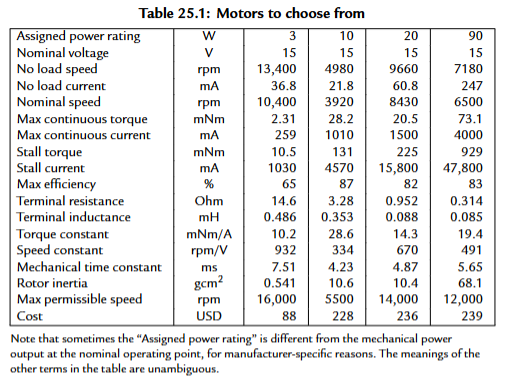 Table 25.1: Motors to choose from
Assigned power rating W 3 10 20 90
Nominal voltage V 15 15 15 15
No load speed rpm 13,400 4980 9660 7180
No load current mA 36.8 21.8 60.8 247
Nominal speed rpm 10,400 3920 8430 6500
Max continuous torque mNm 2.31 28.2 20.5 73.1
Max continuous current mA 259 1010 1500 4000
Stall torque mNm 10.5 131 225 929
Stall current mA 1030 4570 15,800 47,800
Max efficiency % 65 87 82 83
Terminal resistance Ohm 14.6 3.28 0.952 0.314
Terminal inductance mH 0.486 0.353 0.088 0.085
Torque constant mNm/A 10.2 28.6 14.3 19.4
Speed constant rpm/V 932 334 670 491
Mechanical time constant ms 7.51 4.23 4.87 5.65
Rotor inertia gcm² 0.541 10.6 10.4 68.1
Max permissible speed rpm 16,000 5500 14,000 12,000
Cost USD 88 228 236 239
Note that sometimes the “Assigned power rating” is different from the mechanical power
output at the nominal operating point, for manufacturer-specific reasons. The meanings of the
other terms in the table are unambiguous.